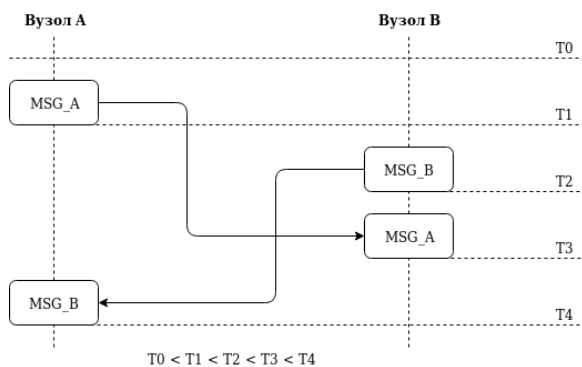 Вузол А Вузол В
T0
MSG_A
T1
MSG_B
T2
MSG_A
T3
MSG_B
T4
T0 < T1 < T2 < T3 < T4